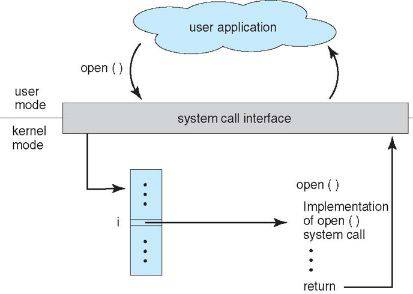 user application
open ( )
user
mode
system call interface
kernel
mode
i
open ( )
Implementation
of open ( )
system call
return